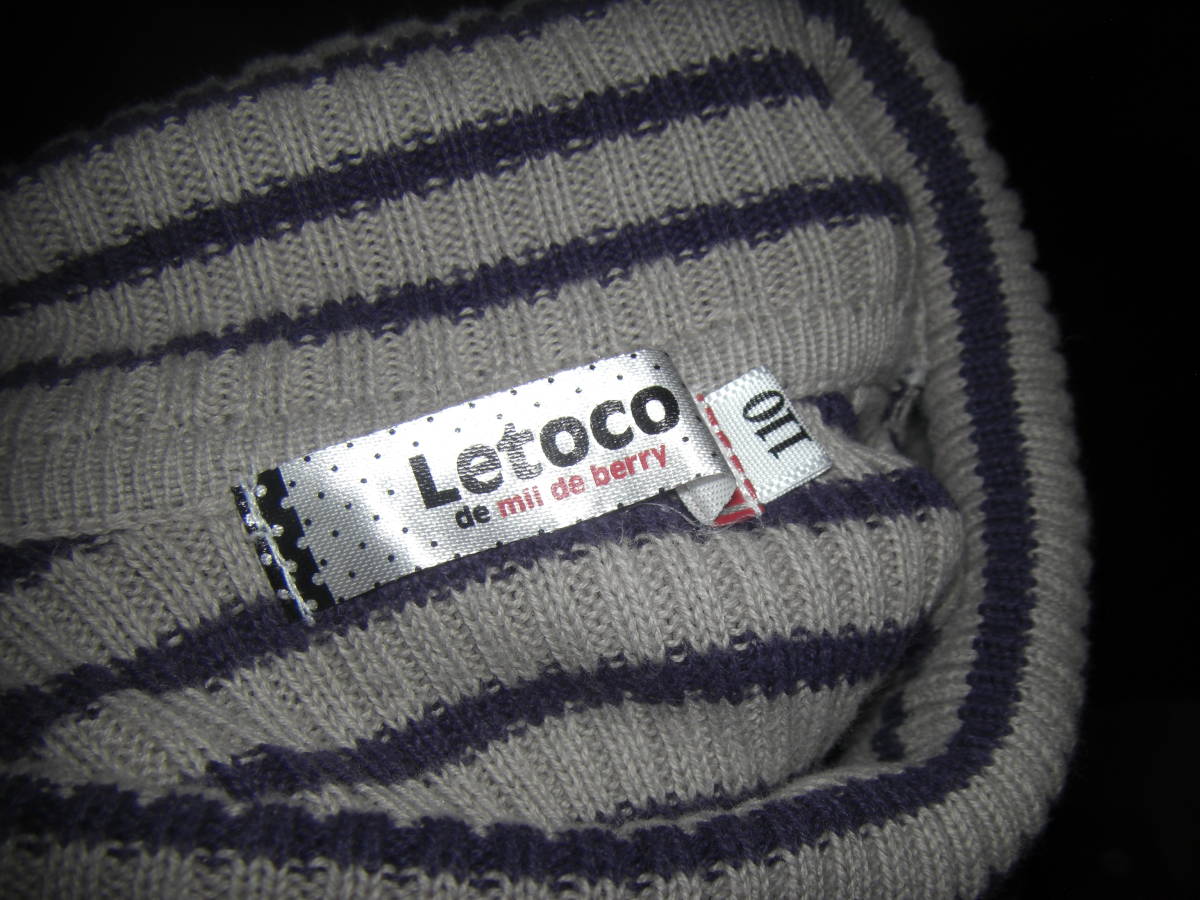 Letoco
de mii de berry
110